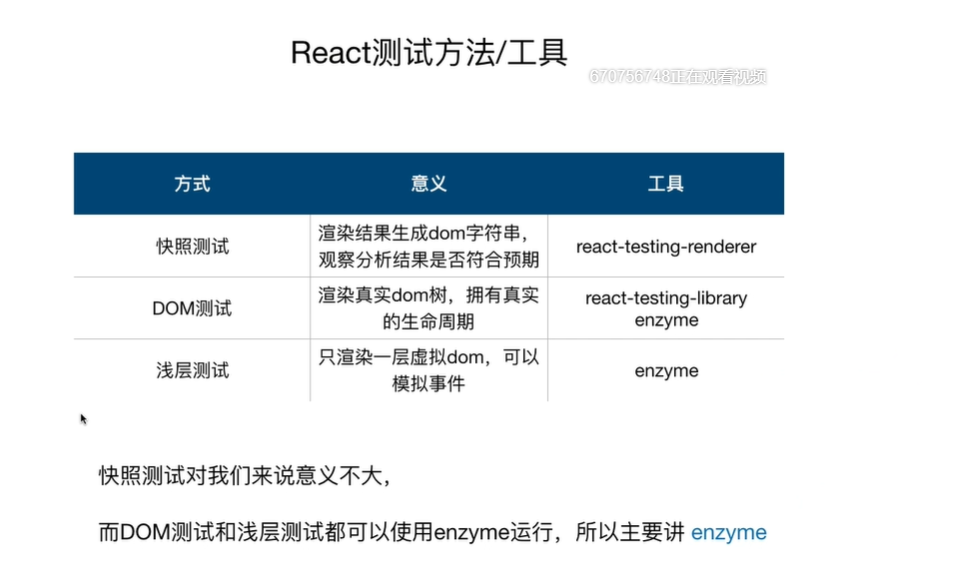 React测试方法/工具
670756748正在观看视频
方式 意义 工具
快照测试
渲染结果生成dom字符串，
观察分析结果是否符合预期
react-testing-renderer
DOM测试
渲染真实dom树，拥有真实
的生命周期
react-testing-library
enzyme
浅层测试
只渲染一层虚拟dom，可以
模拟事件
enzyme
快照测试对我们来说意义不大，
而DOM测试和浅层测试都可以使用enzyme运行，所以主要讲 enzyme